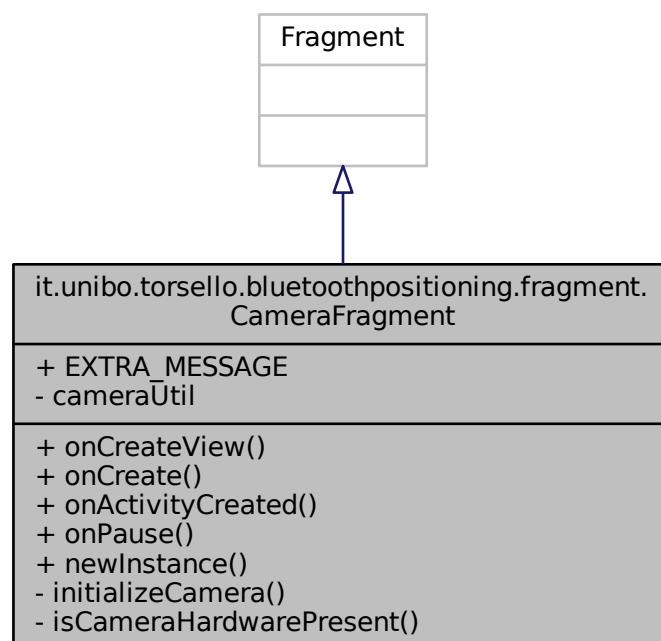 Fragment
it.unibo.torsello.bluetoothpositioning.fragment.
CameraFragment
+ EXTRA_MESSAGE
- cameraUtil
+ onCreateView()
+ onCreate()
+ onActivityCreated()
+ onPause()
+ newInstance()
- initializeCamera()
- isCameraHardwarePresent()